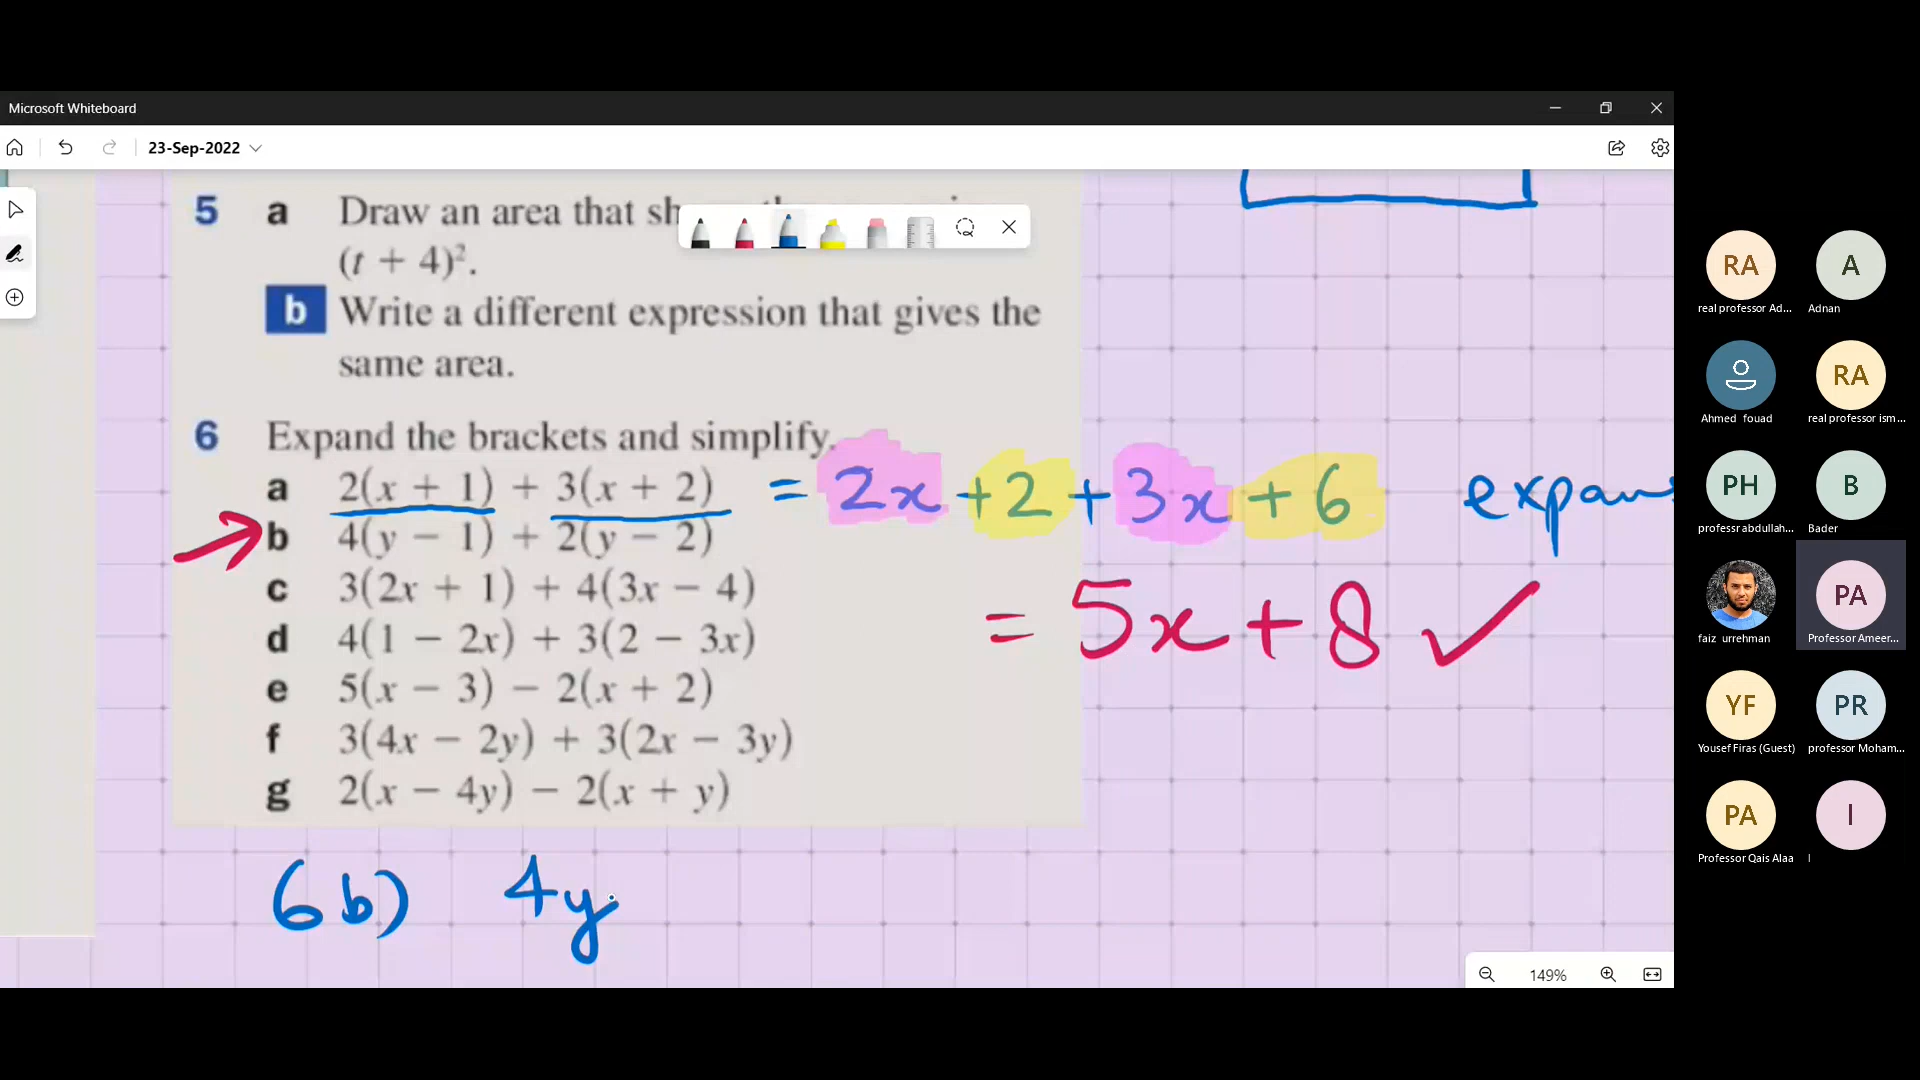 Microsoft Whiteboard
23-Sep-2022
5 a Draw an area that
(t + 4)².
b Write a different expression that gives the
same area.
6 Expand the brackets and simplify.
a 2(x + 1) + 3(x + 2) = 2x + 2 + 3x + 6
b 4(y − 1) + 2(y − 2)
c 3(2x + 1) + 4(3x − 4)
= 5x + 8 ✓
d 4(1 − 2x) + 3(2 − 3x)
e 5(x − 3) − 2(x + 2)
f 3(4x − 2y) + 3(2x − 3y)
g 2(x − 4y) − 2(x + y)
6b) 4y
149%
RA
real professor Ad...
A
Adnan
Ahmed fouad
RA
real professor ism...
PH
professr abdullah...
B
Bader
faiz urrehman
PA
Professor Ameer...
YF
Yousef Firas (Guest)
PR
professor Moham...
PA
Professor Qais Alaa
I
I